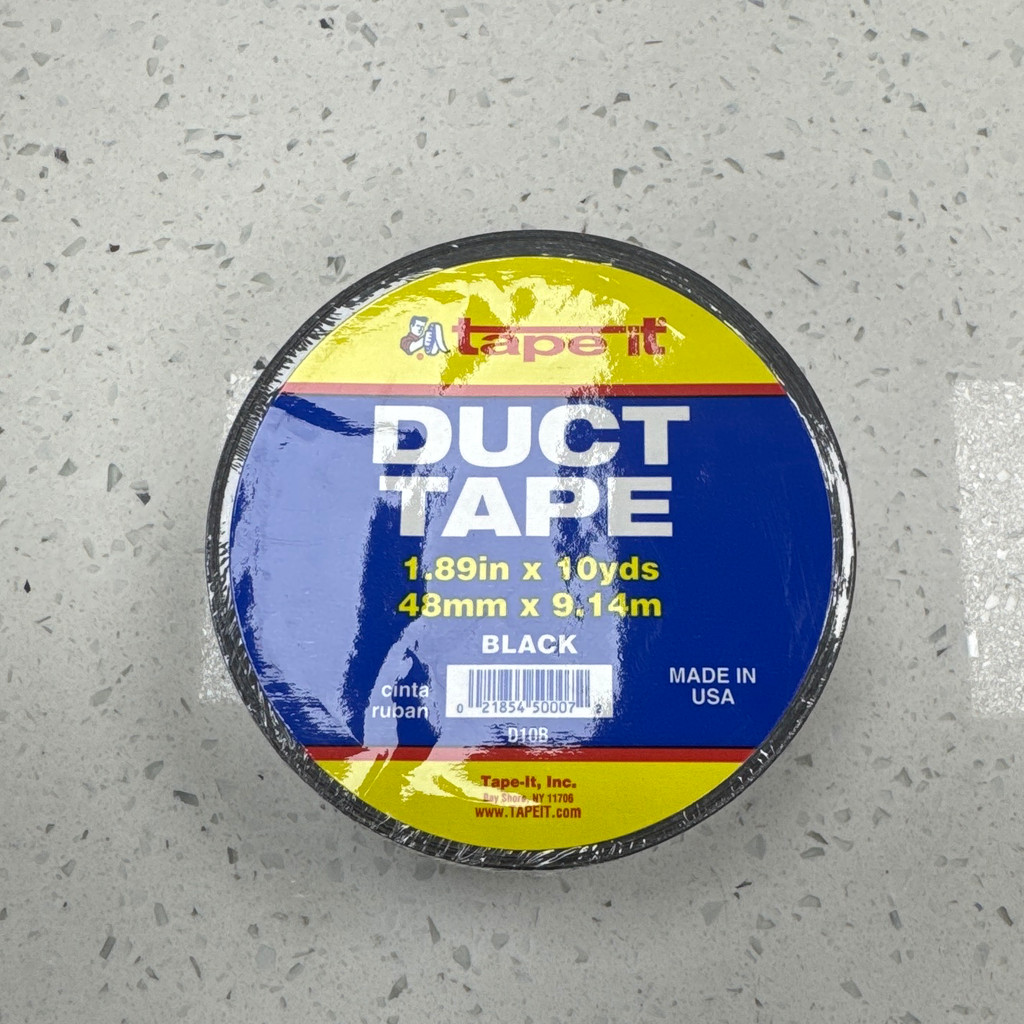 tape it
DUCT
TAPE
1.89in x 10yds
48mm x 9.14m
BLACK
cinta
ruban
0 21854 50007 2
MADE IN
USA
D10B
Tape-It, Inc.
Bay Shore, NY 11706
www.TAPEIT.com